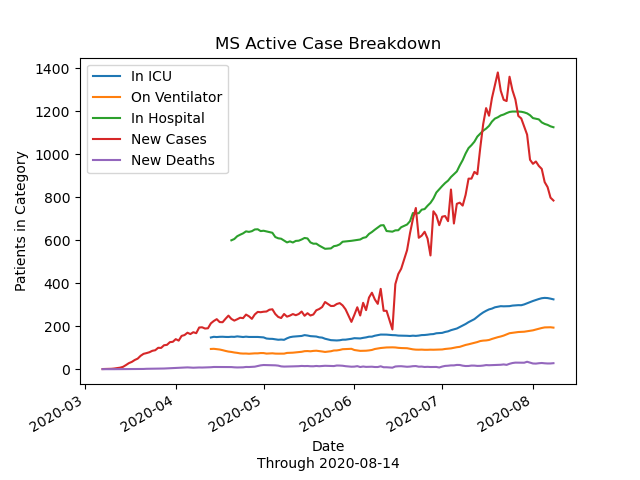 MS Active Case Breakdown
1400
1200
1000
800
600
400
200
0
Patients in Category
In ICU
On Ventilator
In Hospital
New Cases
New Deaths
2020-03
2020-04
2020-05
2020-06
2020-07
2020-08
Date
Through 2020-08-14